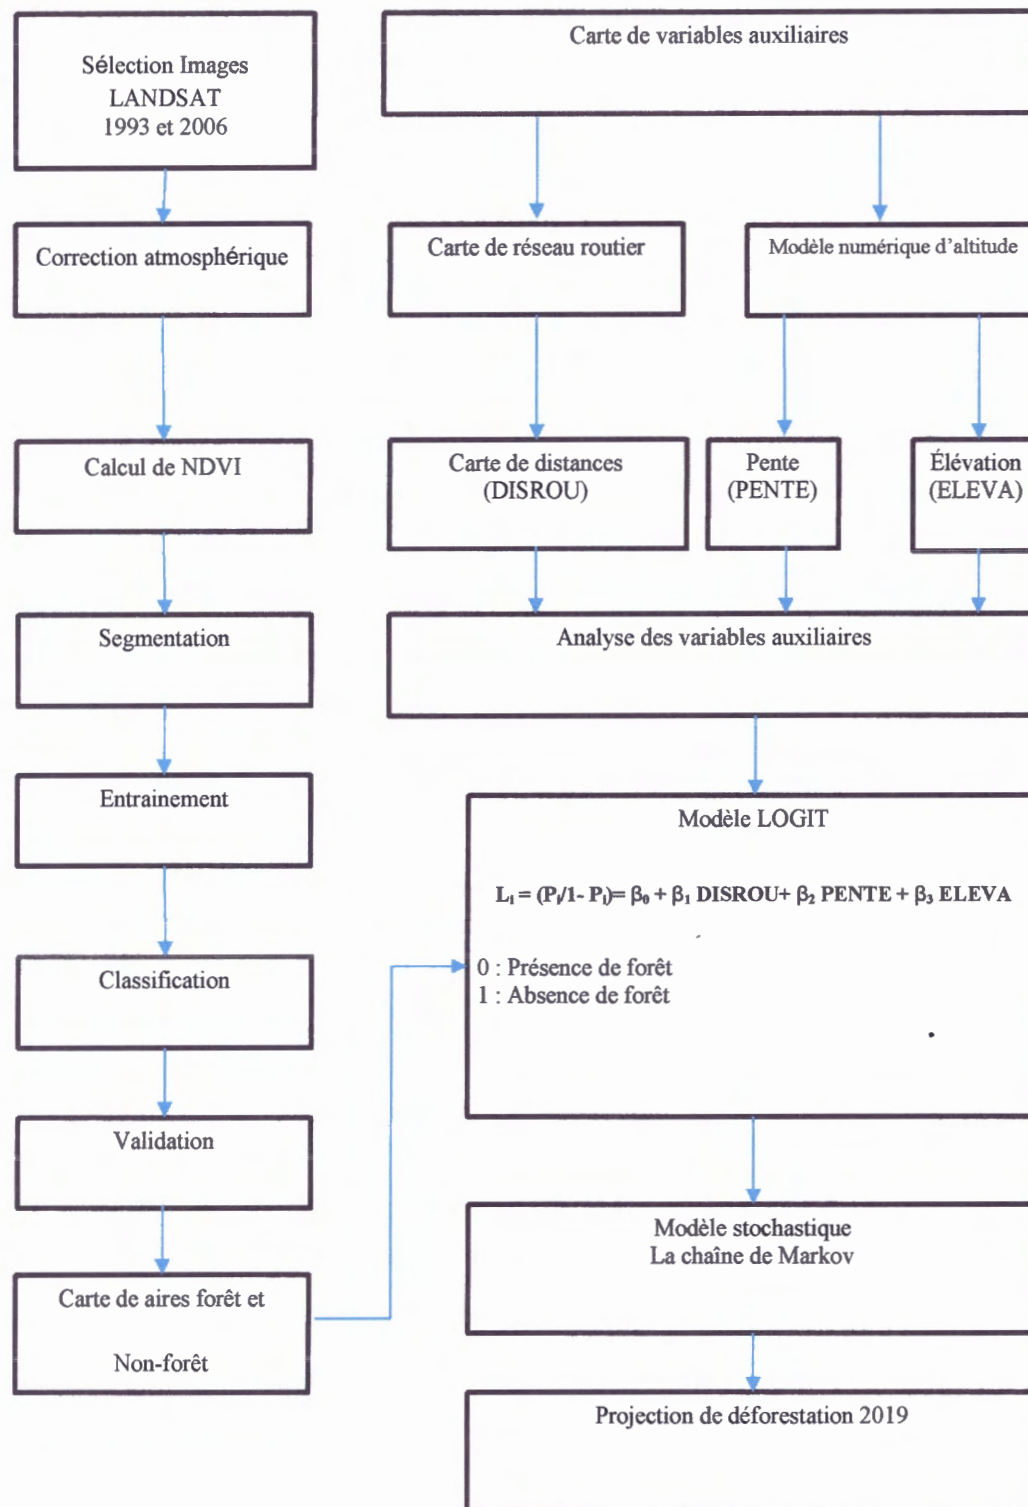 Sélection Images
LANDSAT
1993 et 2006
Carte de variables auxiliaires
Correction atmosphérique
Carte de réseau routier
Modèle numérique d'altitude
Calcul de NDVI
Carte de distances
(DISROU)
Pente
(PENTE)
Élévation
(ELEVA)
Segmentation
Analyse des variables auxiliaires
Entrainement
Modèle LOGIT
Lᵢ = (Pᵢ/1- Pᵢ)= β₀ + β₁ DISROU+ β₂ PENTE + β₃ ELEVA
0 : Présence de forêt
1 : Absence de forêt
Classification
Validation
Carte de aires forêt et
Non-forêt
Modèle stochastique
La chaîne de Markov
Projection de déforestation 2019